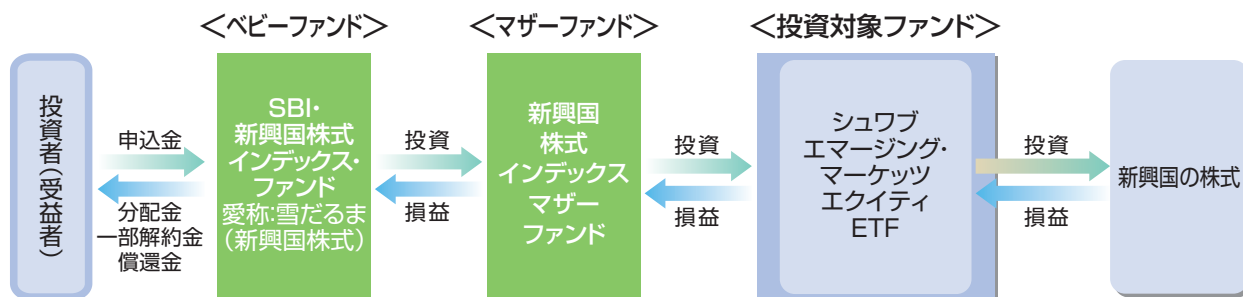 ＜ベビーファンド＞
＜マザーファンド＞
＜投資対象ファンド＞
投資者（受益者）
申込金
分配金
一部解約金
償還金
SBI・
新興国株式
インデックス・
ファンド
愛称:雪だるま
（新興国株式）
投資
損益
新興国
株式
インデックス
マザー
ファンド
投資
損益
シュワブ
エマージング・
マーケッツ
エクイティ
ETF
投資
損益
新興国の株式